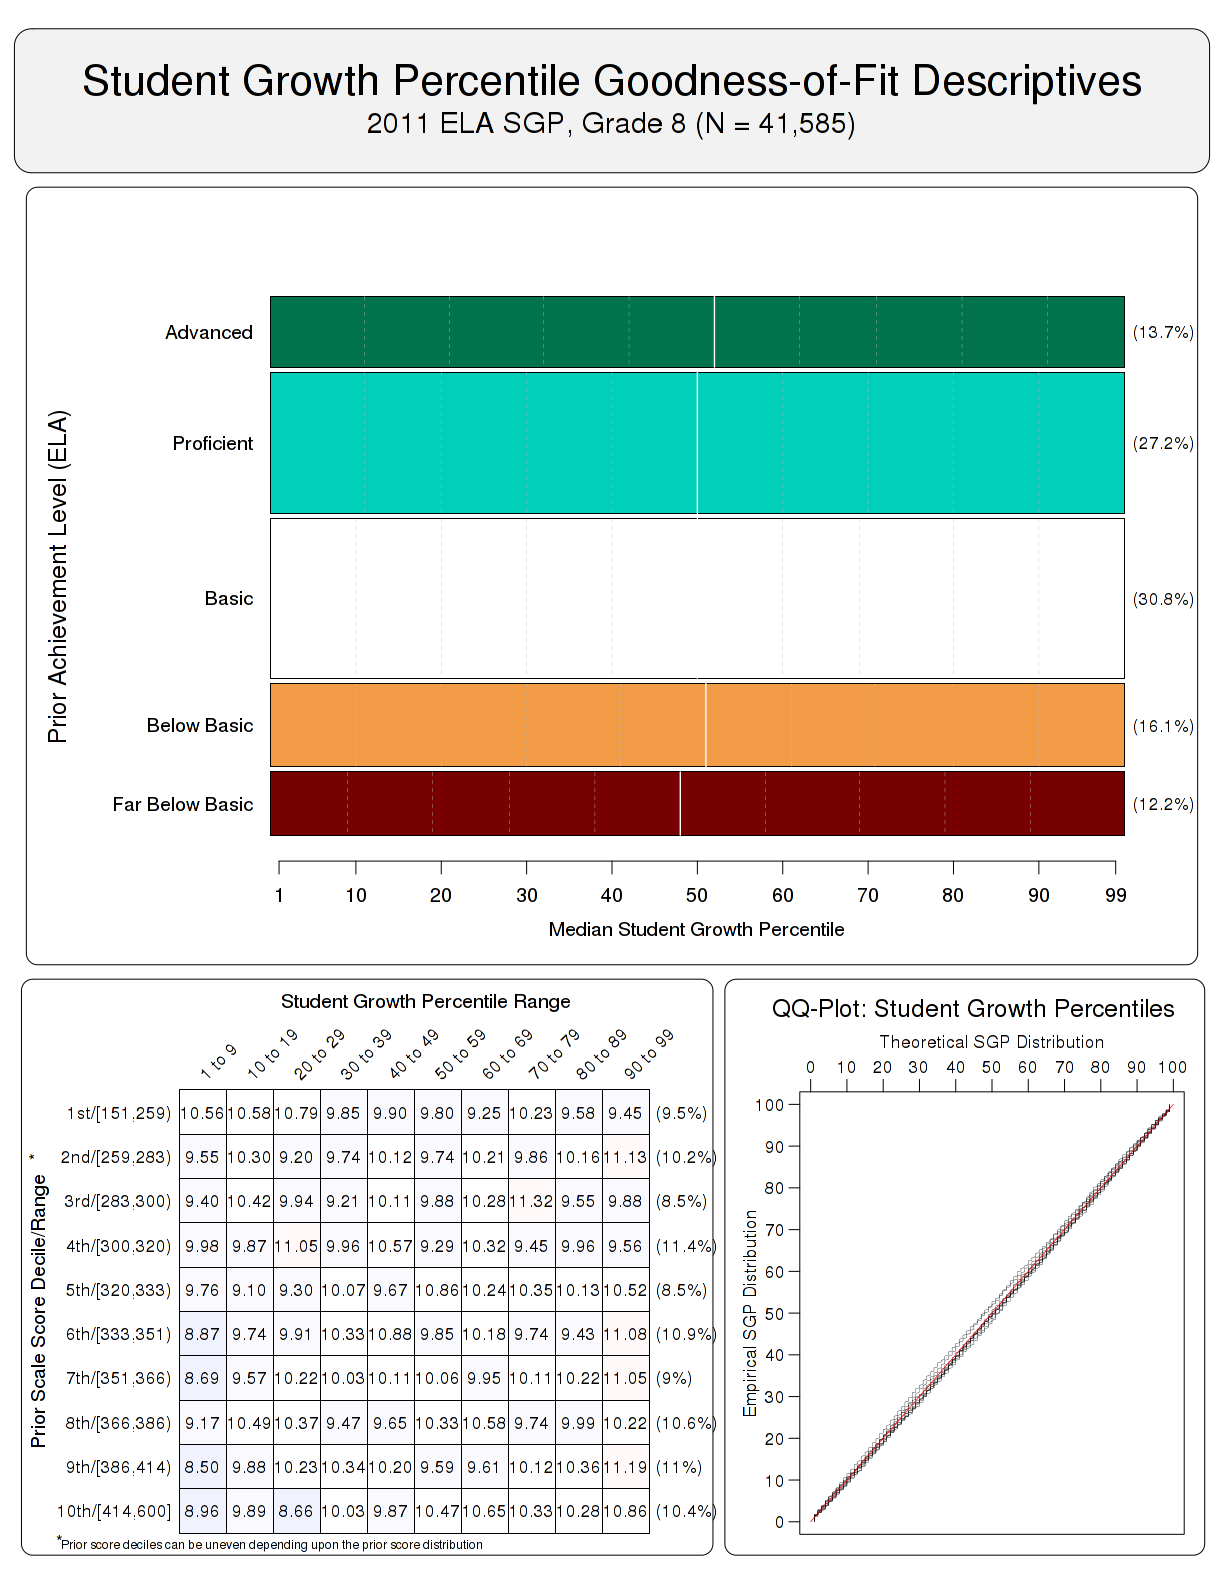 Student Growth Percentile Goodness-of-Fit Descriptives
2011 ELA SGP, Grade 8 (N = 41,585)
Prior Achievement Level (ELA)
Advanced (13.7%)
Proficient (27.2%)
Basic (30.8%)
Below Basic (16.1%)
Far Below Basic (12.2%)
1 10 20 30 40 50 60 70 80 90 99
Median Student Growth Percentile
Student Growth Percentile Range
1 to 9 10 to 19 20 to 29 30 to 39 40 to 49 50 to 59 60 to 69 70 to 79 80 to 89 90 to 99
Prior Scale Score Decile/Range *
1st/[151,259) 10.56 10.58 10.79 9.85 9.90 9.80 9.25 10.23 9.58 9.45 (9.5%)
2nd/[259,283) 9.55 10.30 9.20 9.74 10.12 9.74 10.21 9.86 10.16 11.13 (10.2%)
3rd/[283,300) 9.40 10.42 9.94 9.21 10.11 9.88 10.28 11.32 9.55 9.88 (8.5%)
4th/[300,320) 9.98 9.87 11.05 9.96 10.57 9.29 10.32 9.45 9.96 9.56 (11.4%)
5th/[320,333) 9.76 9.10 9.30 10.07 9.67 10.86 10.24 10.35 10.13 10.52 (8.5%)
6th/[333,351) 8.87 9.74 9.91 10.33 10.88 9.85 10.18 9.74 9.43 11.08 (10.9%)
7th/[351,366) 8.69 9.57 10.22 10.03 10.11 10.06 9.95 10.11 10.22 11.05 (9%)
8th/[366,386) 9.17 10.49 10.37 9.47 9.65 10.33 10.58 9.74 9.99 10.22 (10.6%)
9th/[386,414) 8.50 9.88 10.23 10.34 10.20 9.59 9.61 10.12 10.36 11.19 (11%)
10th/[414,600] 8.96 9.89 8.66 10.03 9.87 10.47 10.65 10.33 10.28 10.86 (10.4%)
*Prior score deciles can be uneven depending upon the prior score distribution
QQ-Plot: Student Growth Percentiles
Theoretical SGP Distribution
0 10 20 30 40 50 60 70 80 90 100
Empirical SGP Distribution
100
90
80
70
60
50
40
30
20
10
0